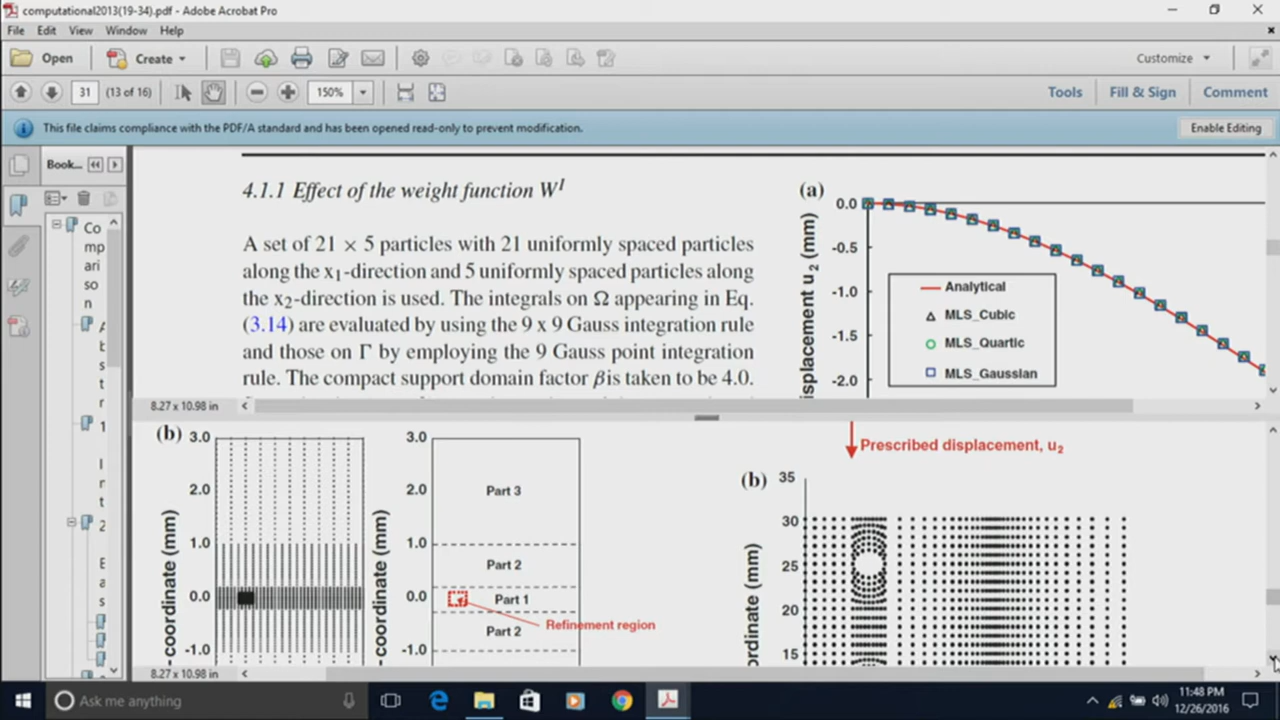 computational2013(19-34).pdf - Adobe Acrobat Pro
File Edit View Window Help
Open Create Customize
31 (13 of 16) 150% Tools Fill & Sign Comment
This file claims compliance with the PDF/A standard and has been opened read-only to prevent modification. Enable Editing
Book...
Co
mp
ari
so
n
A
b
s
t
r
1
I
n
t
2
E
a
s
4.1.1 Effect of the weight function W^I
A set of 21 × 5 particles with 21 uniformly spaced particles
along the x1-direction and 5 uniformly spaced particles along
the x2-direction is used. The integrals on Ω appearing in Eq.
(3.14) are evaluated by using the 9 x 9 Gauss integration rule
and those on Γ by employing the 9 Gauss point integration
rule. The compact support domain factor β is taken to be 4.0.
8.27 x 10.98 in
(a)
0.0
-0.5
-1.0
-1.5
-2.0
isplacement u2 (mm)
Analytical
MLS_Cubic
MLS_Quartic
MLS_Gaussian
(b)
3.0
2.0
1.0
0.0
-1.0
-coordinate (mm)
3.0
2.0
1.0
0.0
-1.0
-coordinate (mm)
Part 3
Part 2
Part 1
Refinement region
Part 2
Prescribed displacement, u2
(b)
35
30
25
20
15
ordinate (mm)
8.27 x 10.98 in
Ask me anything
11:48 PM
12/26/2016